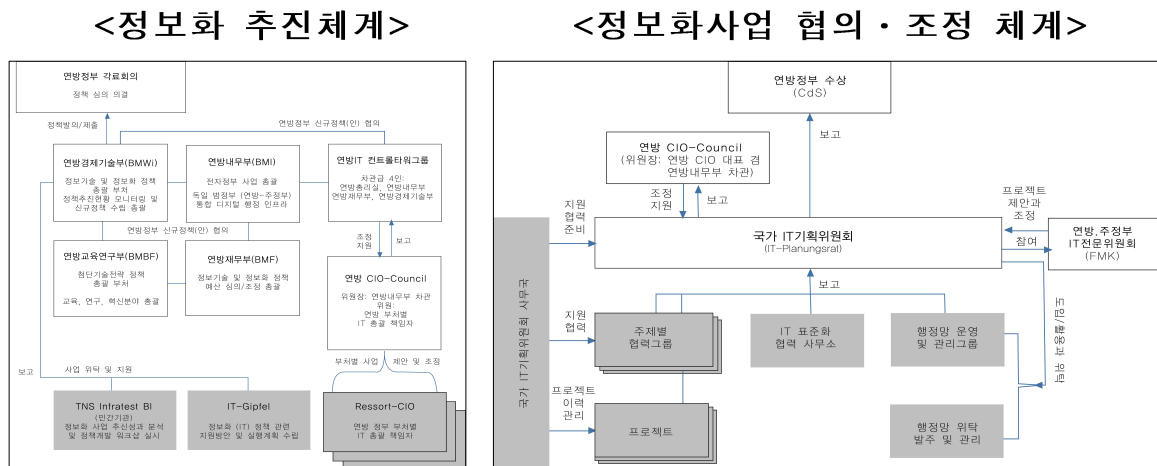 <정보화 추진체계>
연방정부 각료회의
정책 심의 의결
정책발의/제출
연방정부 신규정책(인) 협의
연방경제기술부(BMWi)
정보기술 및 정보화 정책
총괄 부처
정책추진현황 모니터링 및
신규정책 수립 총괄
연방내무부(BMI)
전자정부 사업 총괄
독일 범정부 (연방-주정부)
통합 디지털 행정 인프라
연방IT 컨트롤타워그룹
차관급 4인:
연방총리실, 연방내무부
연방재무부, 연방경제기술부
연방정부 신규정책(안) 협의
조정
지원
보고
연방교육연구부(BMBF)
첨단기술전략 정책
총괄 부처
교육, 연구, 혁신분야 총괄
연방재무부(BMF)
정보기술 및 정보화 정책
예산 심의/조정 총괄
연방 CIO-Council
위원장: 연방내무부 차관
위원:
연방 부처별
IT 총괄 책임자
부처별 사업
제안 및 조정
보고
사업 위탁 및 지원
TNS Infratest BI
(민간기관)
정보화 사업 추신성과 분석
및 정책개발 워크샵 실시
IT-Gipfel
정보화 (IT) 정책 관련
지원방안 및 실행계획 수립
Ressort-CIO
연방 정부 부처별
IT 총괄 책임자
<정보화사업 협의・조정 체계>
연방정부 수상
(CdS)
보고
연방 CIO-Council
(위원장: 연방 CIO 대표 겸
연방내무부 차관)
조정
지원
보고
지원
협력
준비
국가 IT기획위원회
(IT-Planungsrat)
프로젝트
제안과
조정
참여
연방,주정부
IT전문위원회
(FMK)
보고
국가 IT기획위원회 사무국
지원
협력
주제별
협력그룹
IT 표준화
협력 사무소
행정망 운영
및 관리그룹
도입/활용과 위탁
프로젝트
이력
관리
프로젝트
행정망 위탁
발주 및 관리